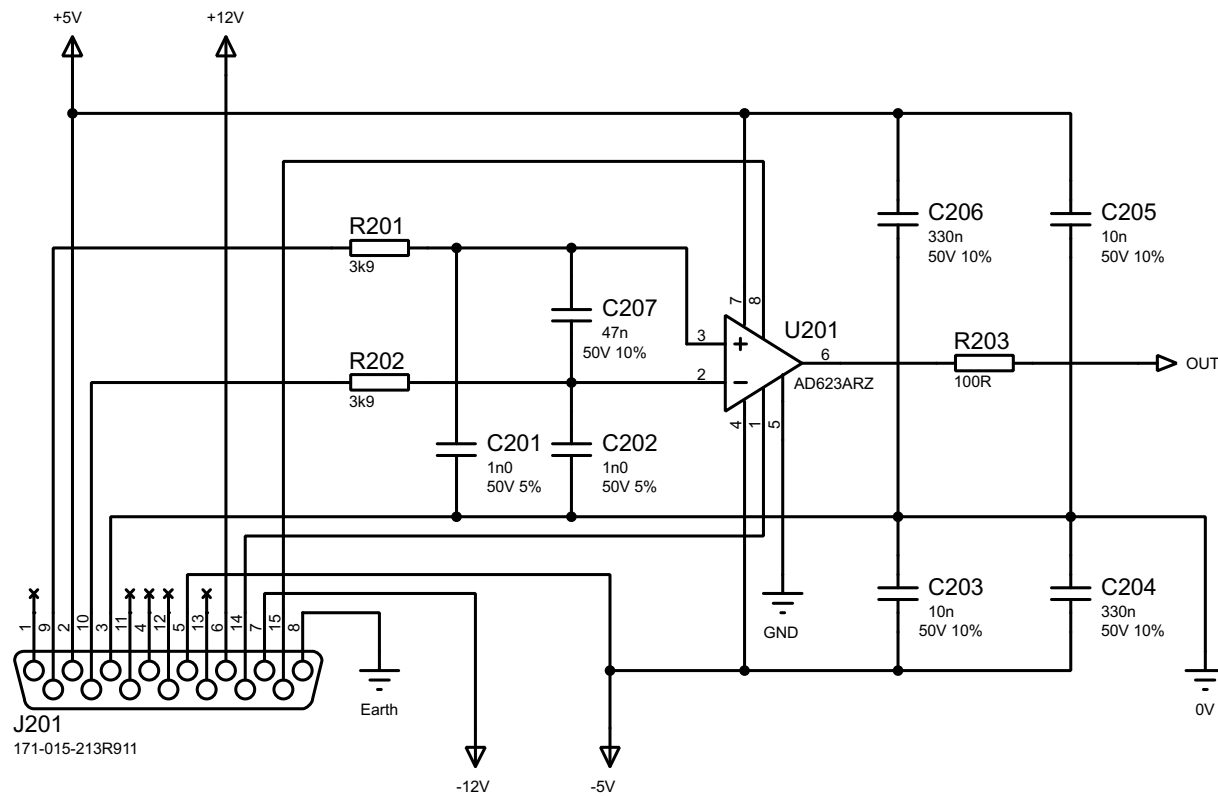 +5V
+12V
R201
3k9
C206
330n
50V 10%
C205
10n
50V 10%
C207
47n
50V 10%
7
8
U201
3
+
6
R203
100R
OUT
AD623ARZ
R202
3k9
2
−
4
1
5
C201
1n0
50V 5%
C202
1n0
50V 5%
C203
10n
50V 10%
C204
330n
50V 10%
GND
1
9
2
10
3
11
4
12
5
13
6
14
7
15
8
Earth
0V
J201
171-015-213R911
-12V
-5V